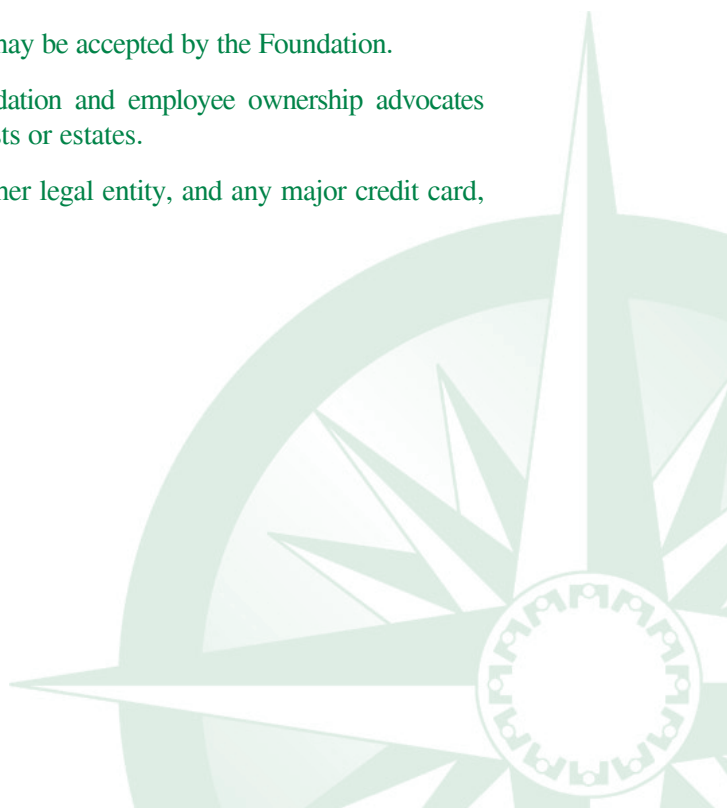 may be accepted by the Foundation.
dation and employee ownership advocates
sts or estates.
her legal entity, and any major credit card,